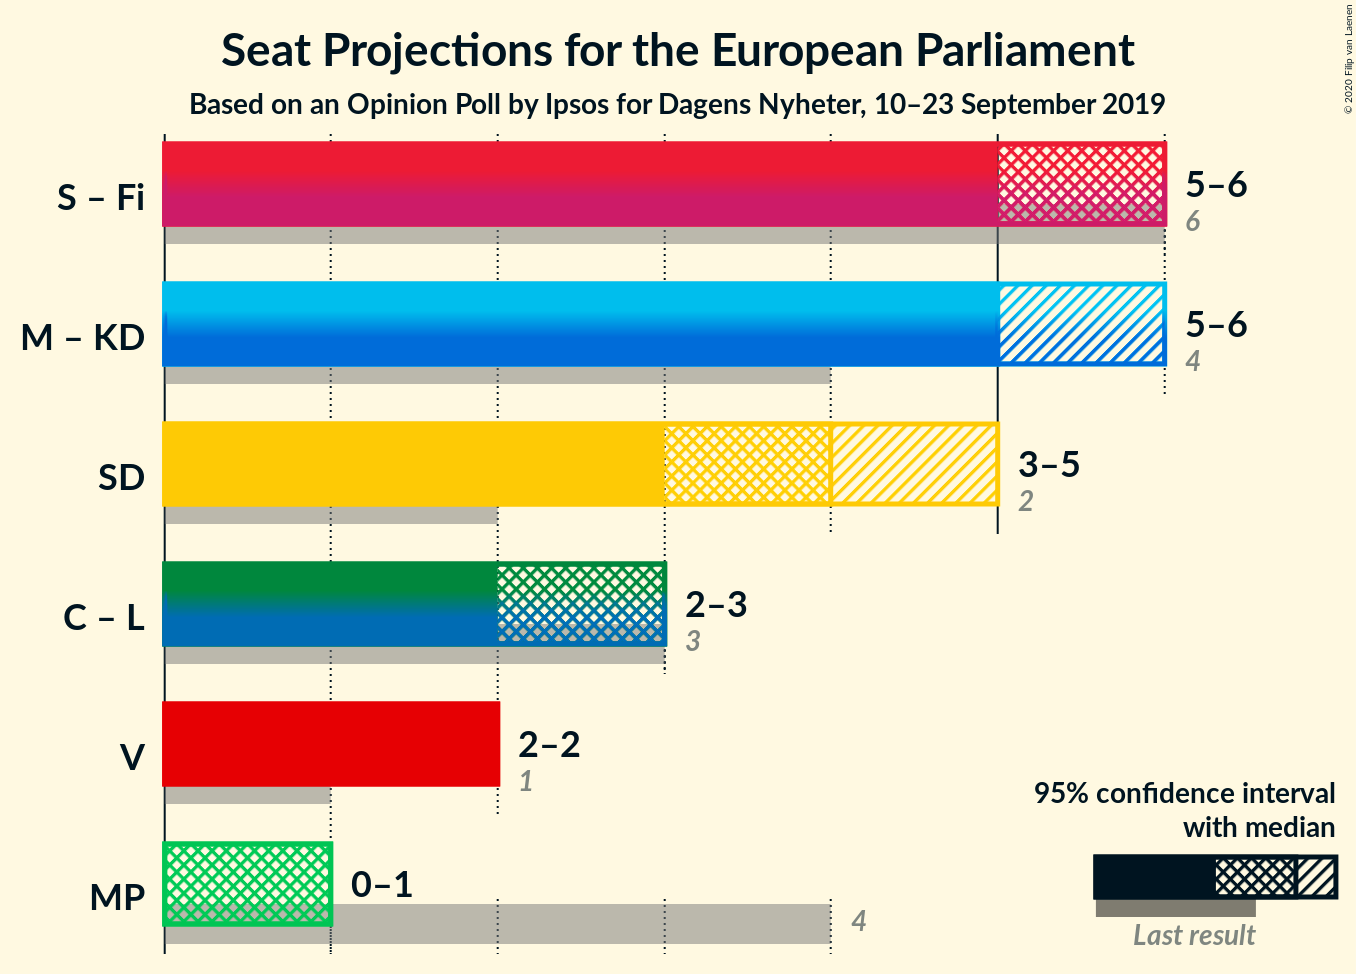 Seat Projections for the European Parliament
Based on an Opinion Poll by Ipsos for Dagens Nyheter, 10–23 September 2019
© 2020 Filip van Laenen
S – Fi
5–6
6
M – KD
5–6
4
SD
3–5
2
C – L
2–3
3
V
2–2
1
MP
0–1
4
95% confidence interval
with median
Last result